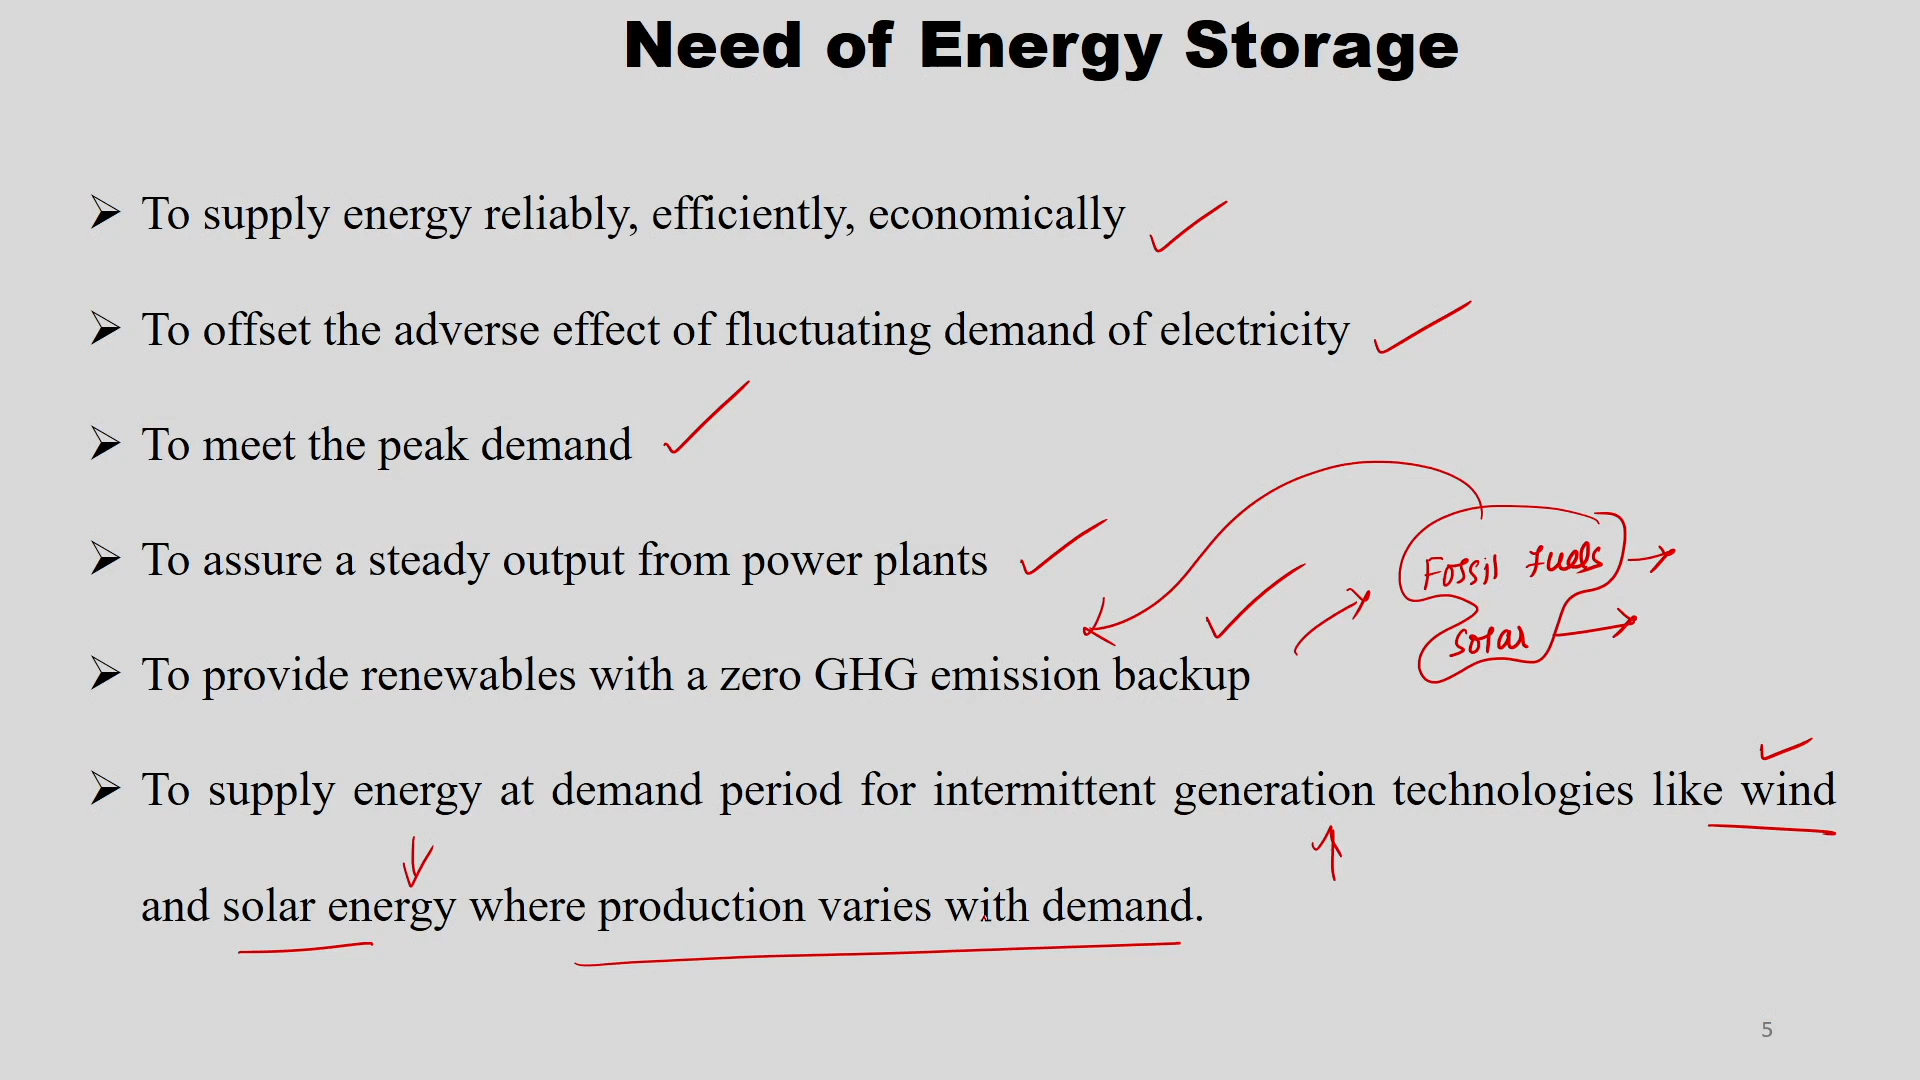 Need of Energy Storage
➢ To supply energy reliably, efficiently, economically
➢ To offset the adverse effect of fluctuating demand of electricity
➢ To meet the peak demand
➢ To assure a steady output from power plants
Fossil Fuels
solar
➢ To provide renewables with a zero GHG emission backup
➢ To supply energy at demand period for intermittent generation technologies like wind
and solar energy where production varies with demand.
5